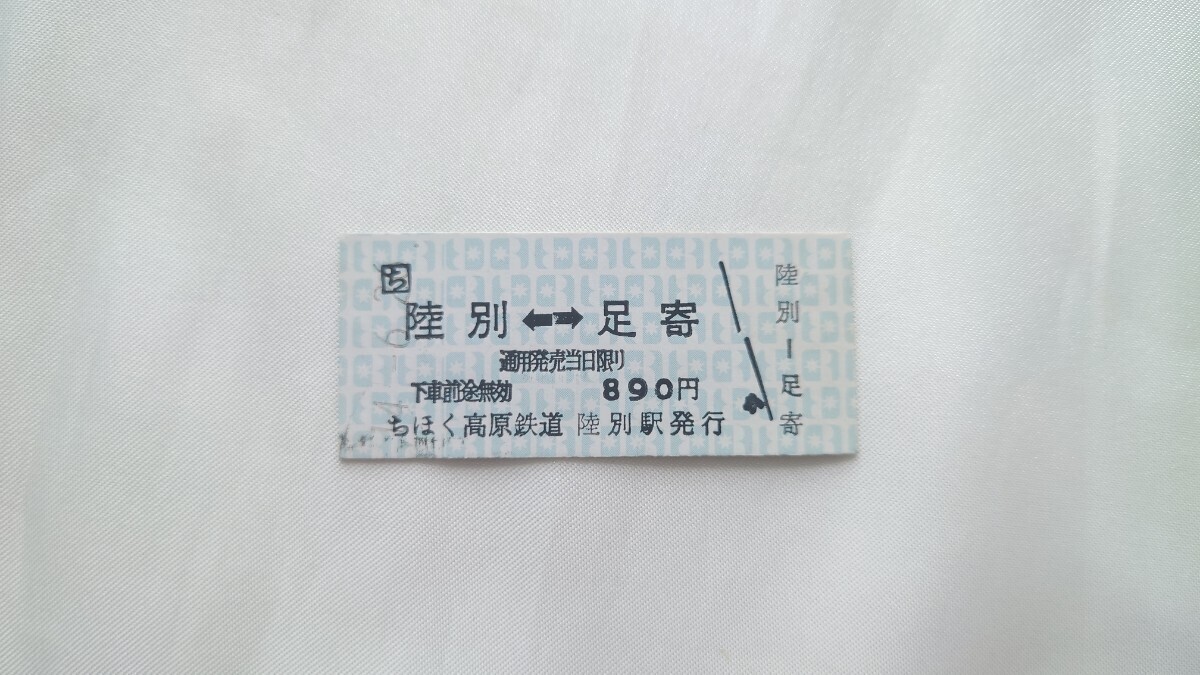 ち
陸別⬅➡足寄
通用発売当日限り
下車前途無効 890円
ちほく高原鉄道 陸別駅発行
陸別ー足寄